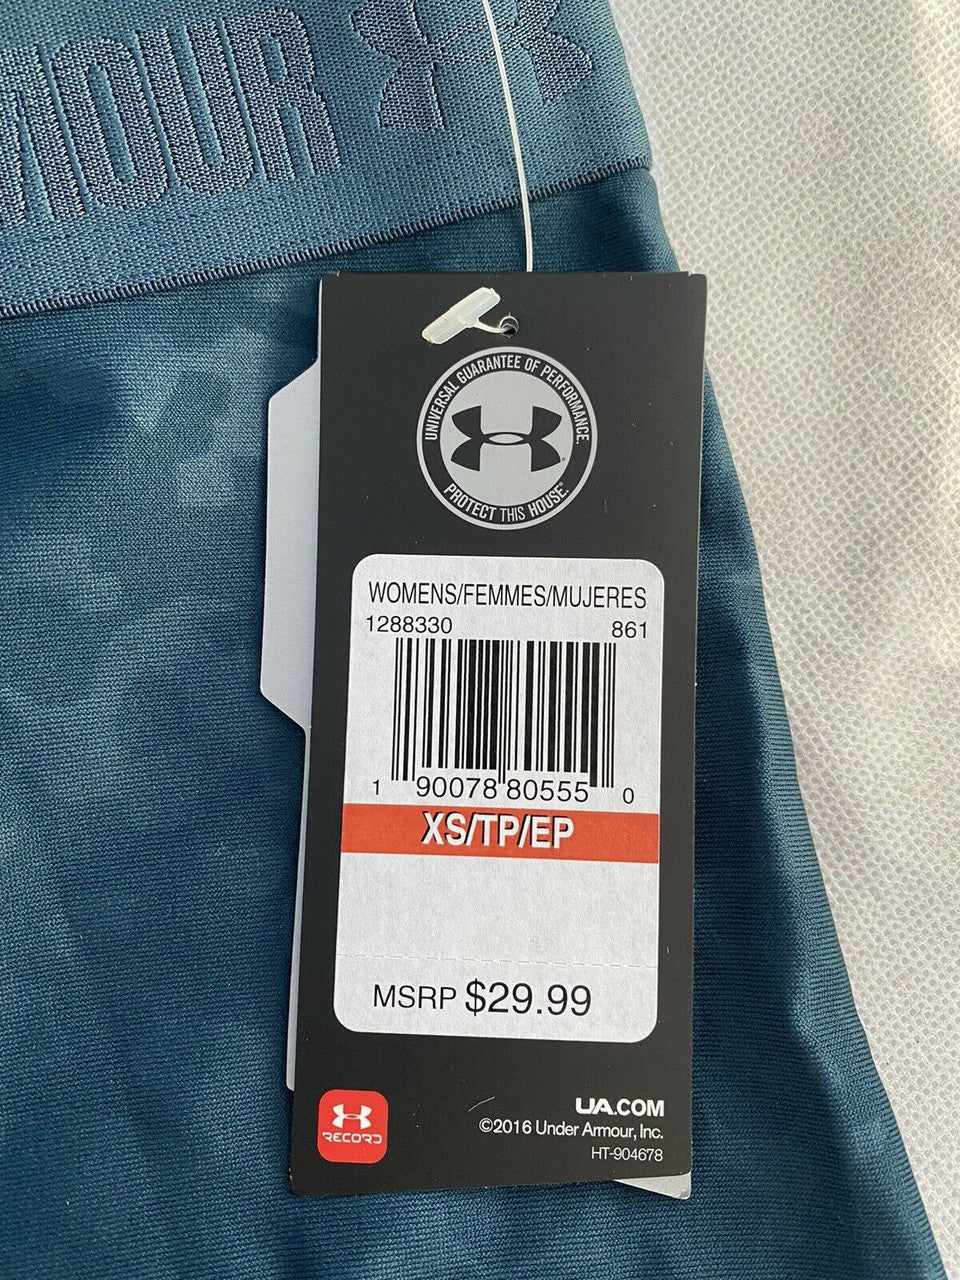 MOUR
UNIVERSAL GUARANTEE OF PERFORMANCE.
PROTECT THIS HOUSE®
WOMENS/FEMMES/MUJERES
1288330 861
1 90078 80555 0
XS/TP/EP
MSRP $29.99
RECORD
UA.COM
©2016 Under Armour, Inc.
HT-904678